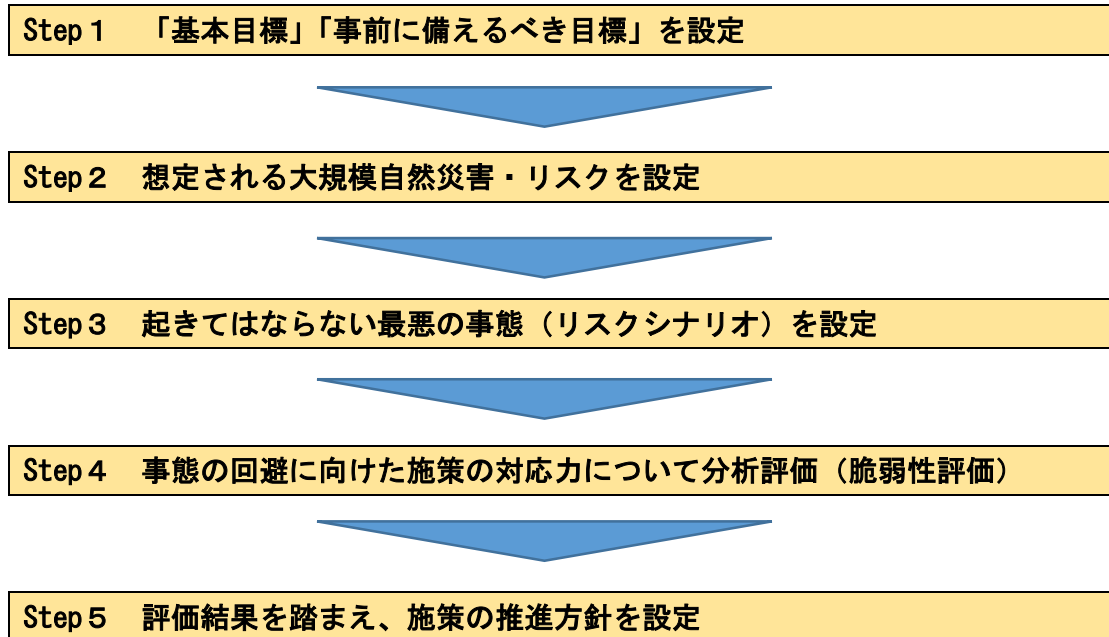 Step１　「基本目標」「事前に備えるべき目標」を設定
Step２　想定される大規模自然災害・リスクを設定
Step３　起きてはならない最悪の事態（リスクシナリオ）を設定
Step４　事態の回避に向けた施策の対応力について分析評価（脆弱性評価）
Step５　評価結果を踏まえ、施策の推進方針を設定